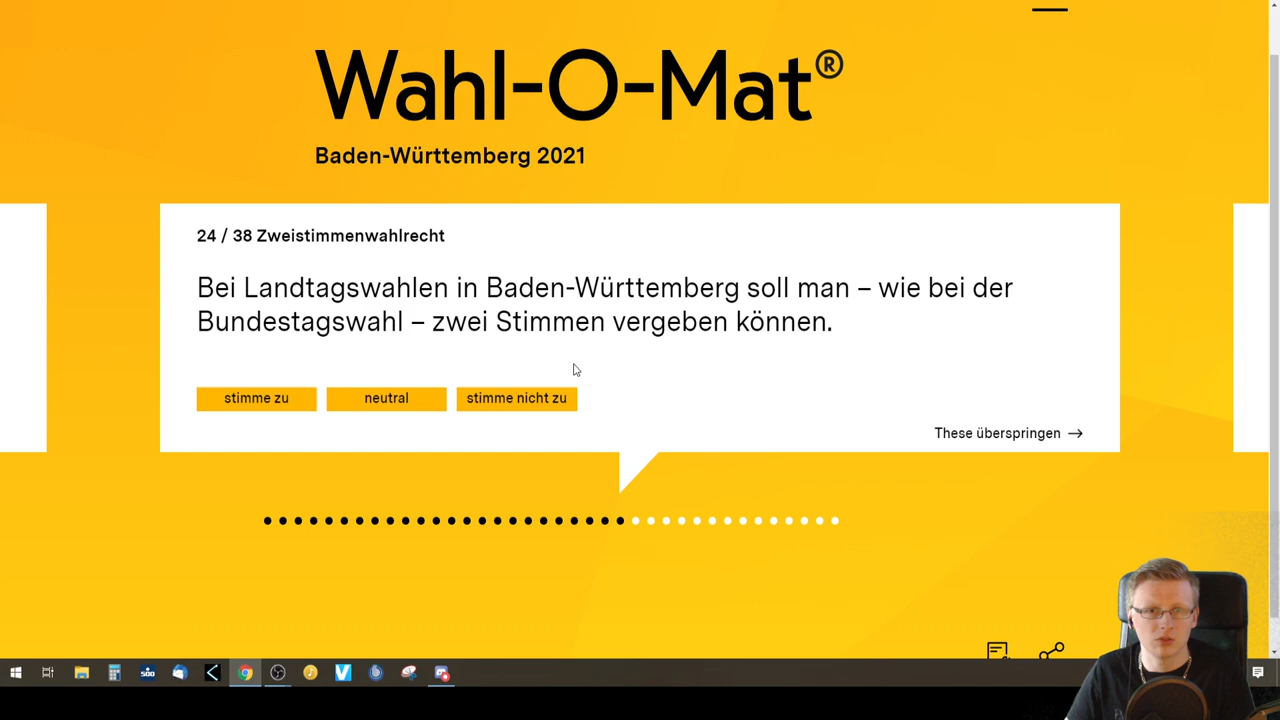 Wahl-O-Mat®
Baden-Württemberg 2021
24 / 38 Zweistimmenwahlrecht
Bei Landtagswahlen in Baden-Württemberg soll man – wie bei der
Bundestagswahl – zwei Stimmen vergeben können.
stimme zu
neutral
stimme nicht zu
These überspringen →
500